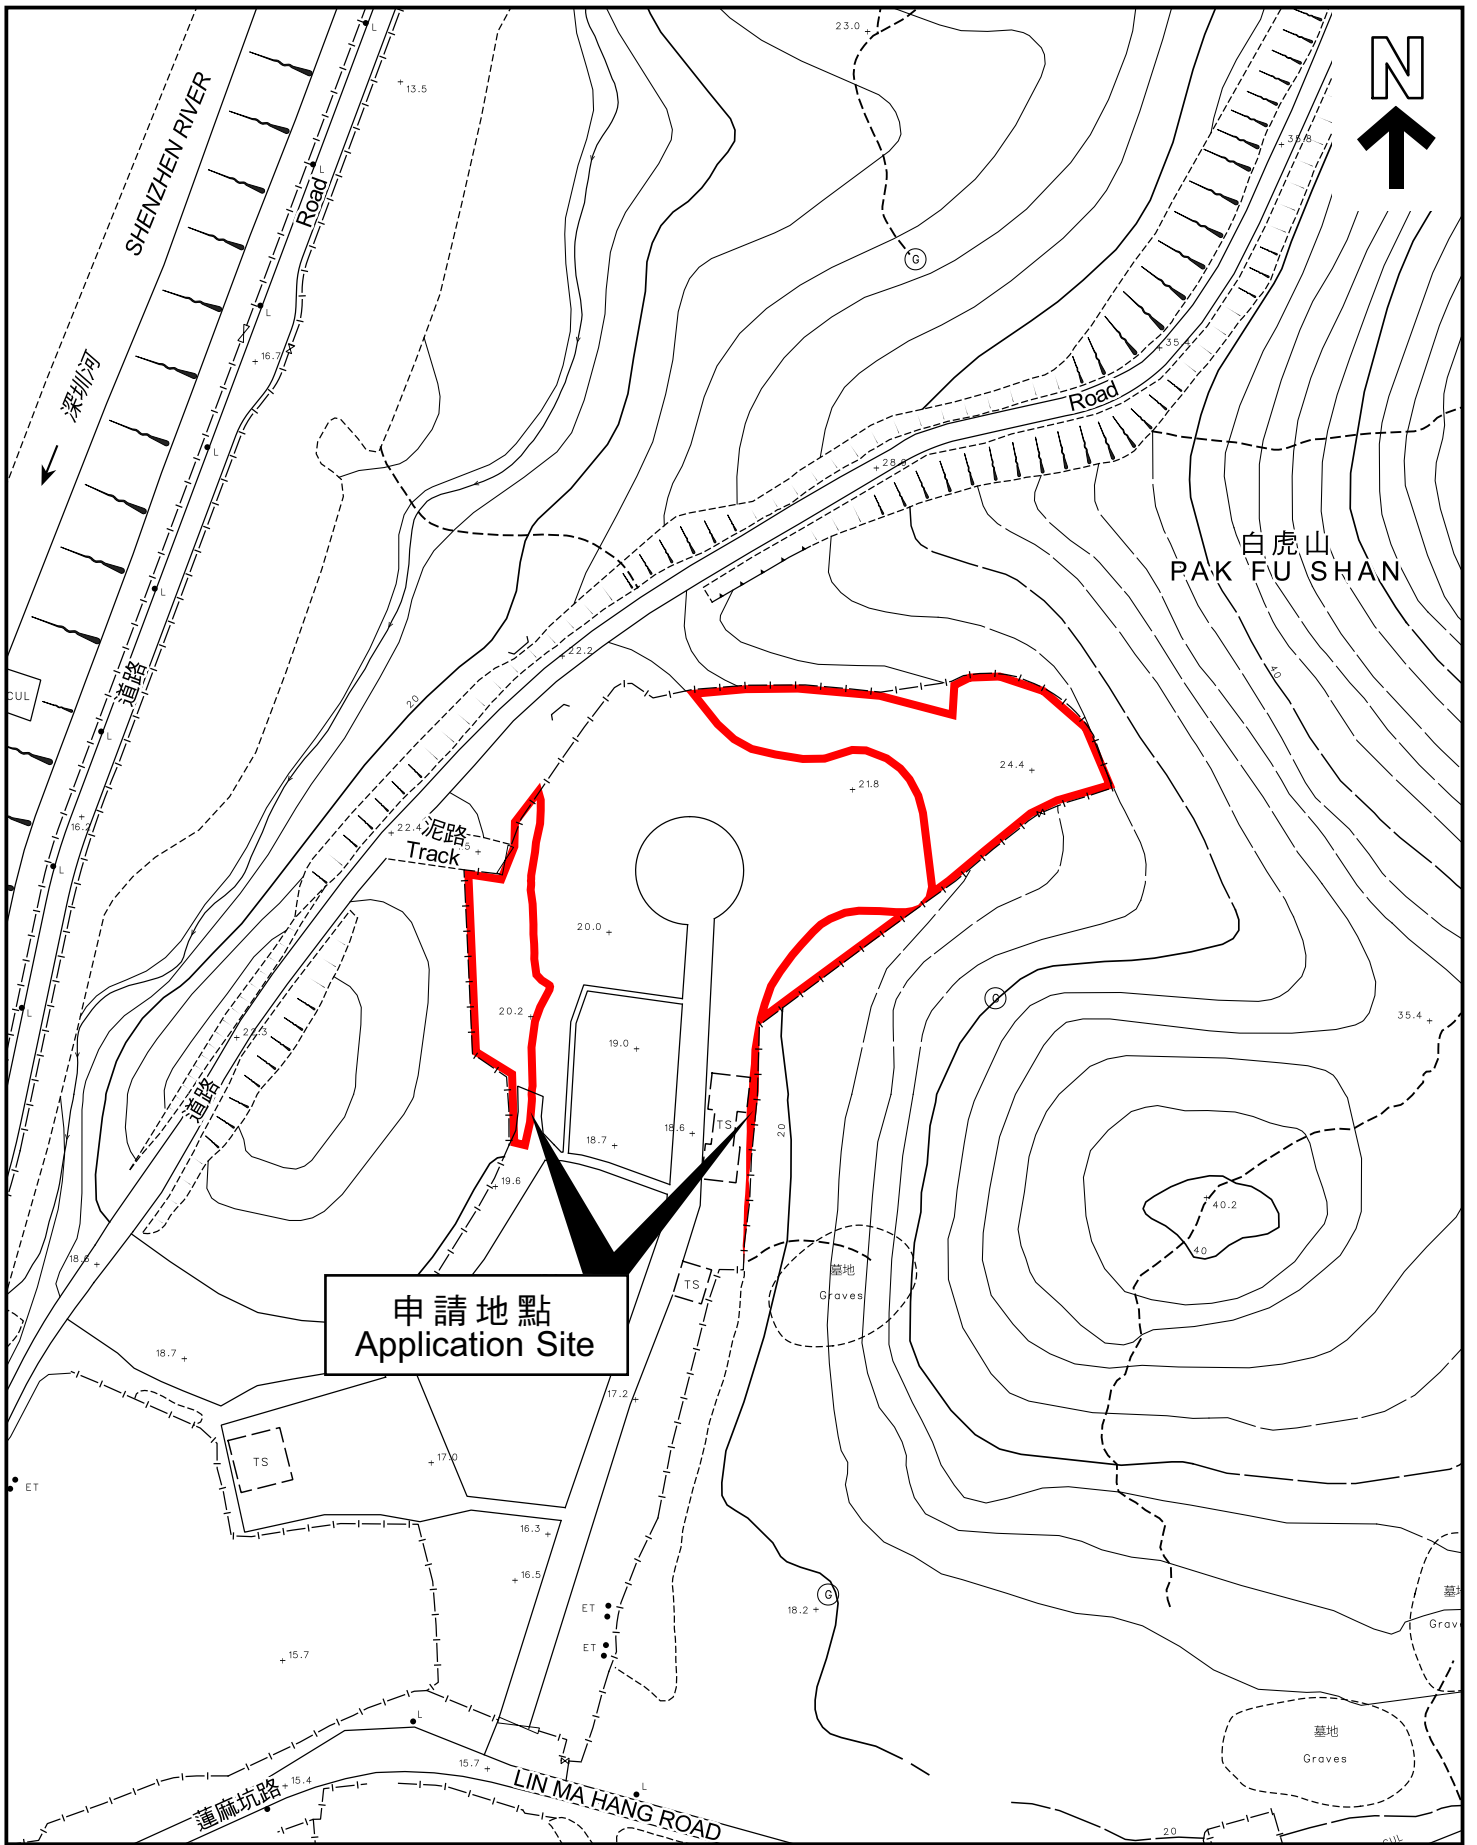 23.0
N
L
13.5
SHENZHEN RIVER
35.8
L
Road
G
L
35.4
16.7
深圳河
Road
L
28.9
白虎山
PAK FU SHAN
L
22.2
40
道路
CUL
20
L
24.4
21.8
16.2
22.4
泥路
Track
L
20.0
G
20.2
L
35.4
22.3
19.0
道路
18.6
TS
18.7
20
19.6
40.2
40
18.6
墓地
Graves
TS
申請地點
Application Site
18.7
17.2
17.0
TS
ET
16.3
16.5
G
ET
18.2
ET
15.7
L
墓地
Graves
15.7
15.4
L
LIN MA HANG ROAD
蓮麻坑路
20
CUL